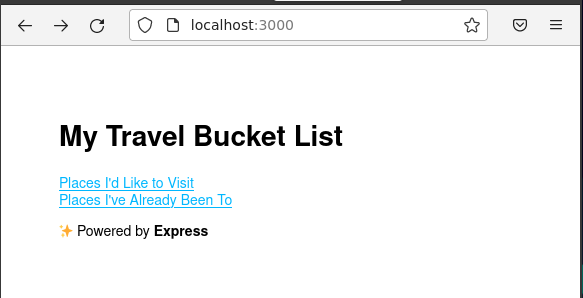 localhost:3000
My Travel Bucket List
Places I'd Like to Visit
Places I've Already Been To
✨ Powered by Express